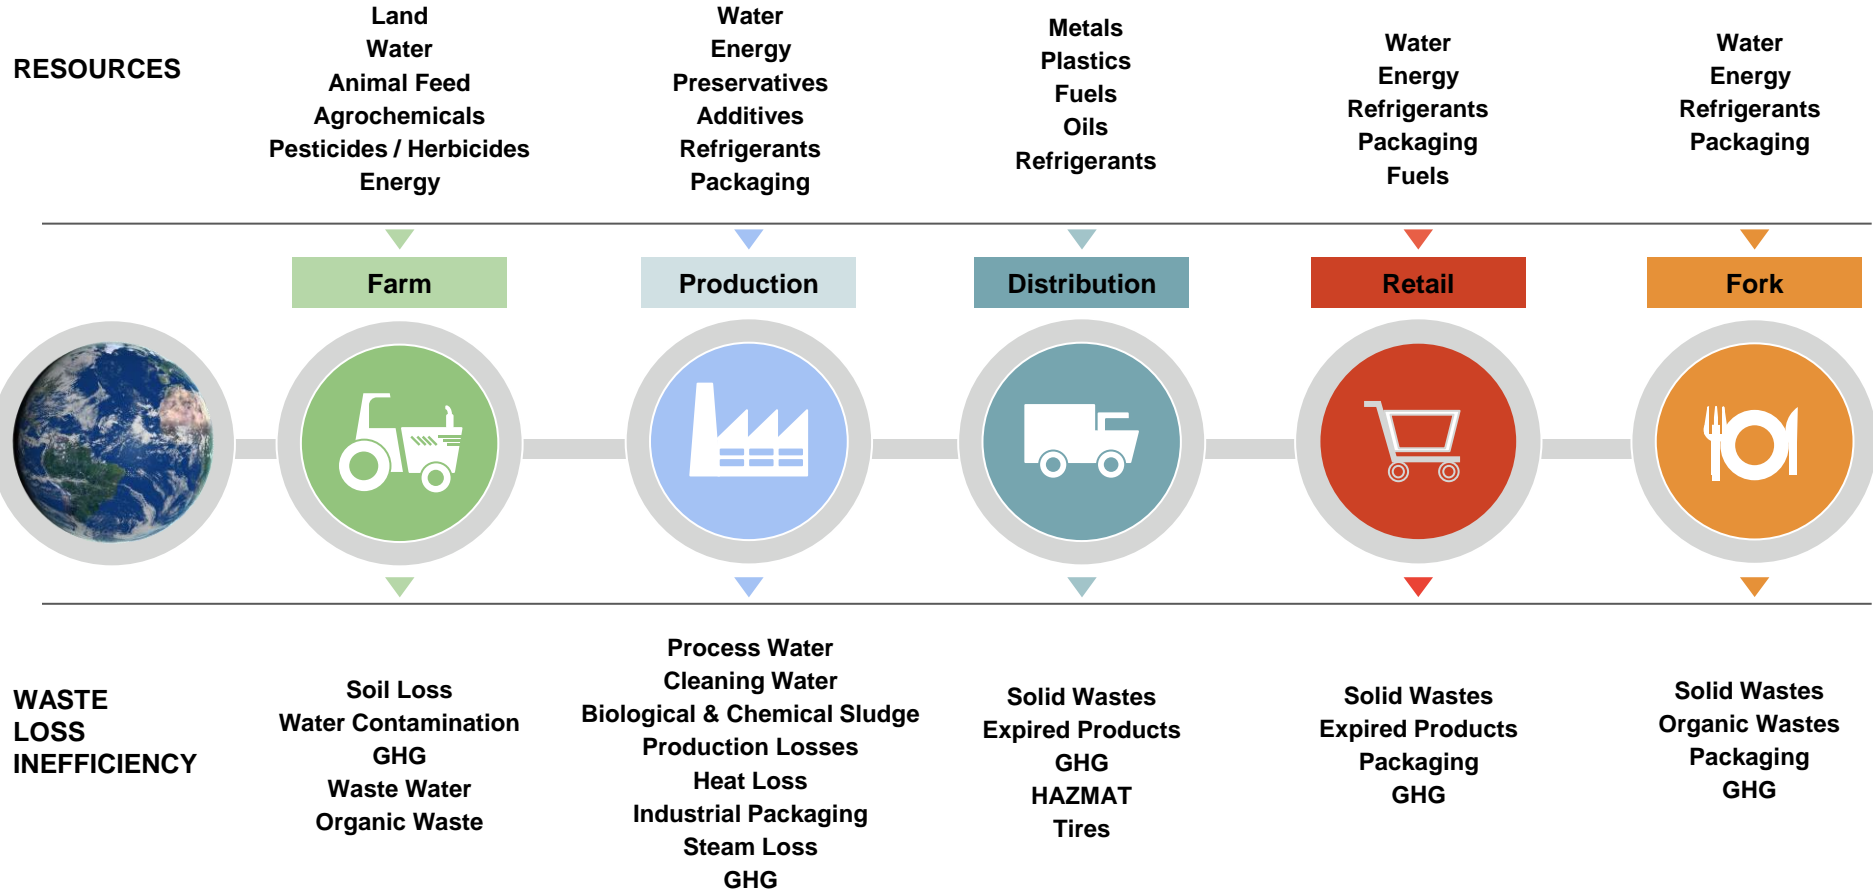 RESOURCES
Land
Water
Animal Feed
Agrochemicals
Pesticides / Herbicides
Energy
Water
Energy
Preservatives
Additives
Refrigerants
Packaging
Metals
Plastics
Fuels
Oils
Refrigerants
Water
Energy
Refrigerants
Packaging
Fuels
Water
Energy
Refrigerants
Packaging
Farm
Production
Distribution
Retail
Fork
WASTE
LOSS
INEFFICIENCY
Soil Loss
Water Contamination
GHG
Waste Water
Organic Waste
Process Water
Cleaning Water
Biological & Chemical Sludge
Production Losses
Heat Loss
Industrial Packaging
Steam Loss
GHG
Solid Wastes
Expired Products
GHG
HAZMAT
Tires
Solid Wastes
Expired Products
Packaging
GHG
Solid Wastes
Organic Wastes
Packaging
GHG